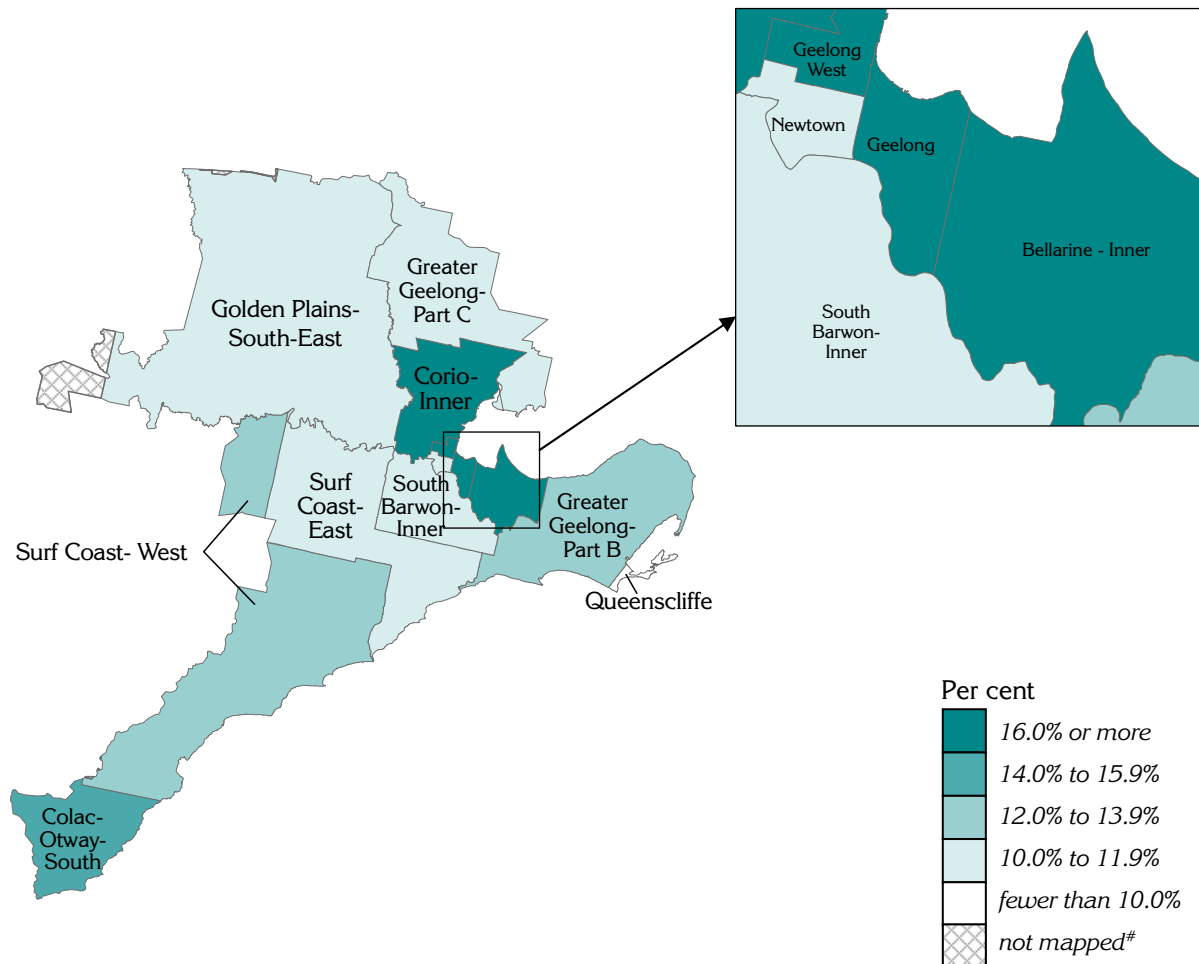 Geelong
West
Newtown
Geelong
Bellarine - Inner
South
Barwon-
Inner
Greater
Geelong-
Part C
Golden Plains-
South-East
Corio-
Inner
Surf
Coast-
East
South
Barwon-
Inner
Greater
Geelong-
Part B
Surf Coast- West
Queenscliffe
Colac-
Otway-
South
Per cent
16.0% or more
14.0% to 15.9%
12.0% to 13.9%
10.0% to 11.9%
fewer than 10.0%
not mapped#